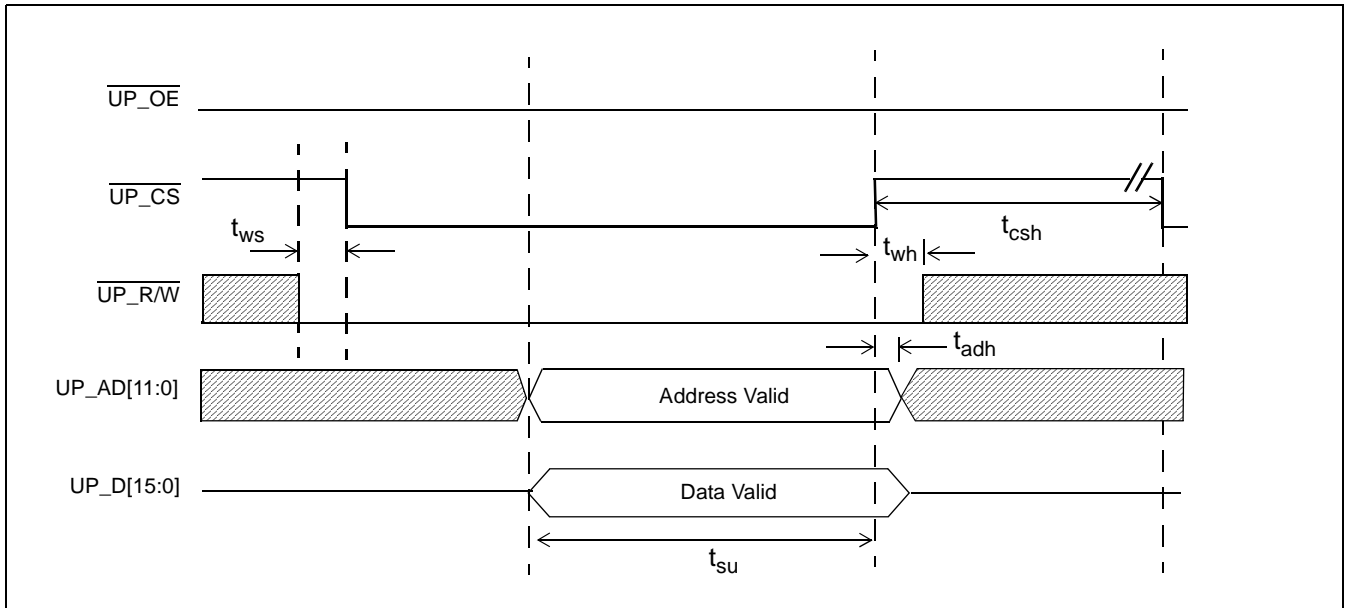 UP_OE
UP_CS
t_ws
t_csh
t_wh
UP_R/W
t_adh
UP_AD[11:0]
Address Valid
UP_D[15:0]
Data Valid
t_su